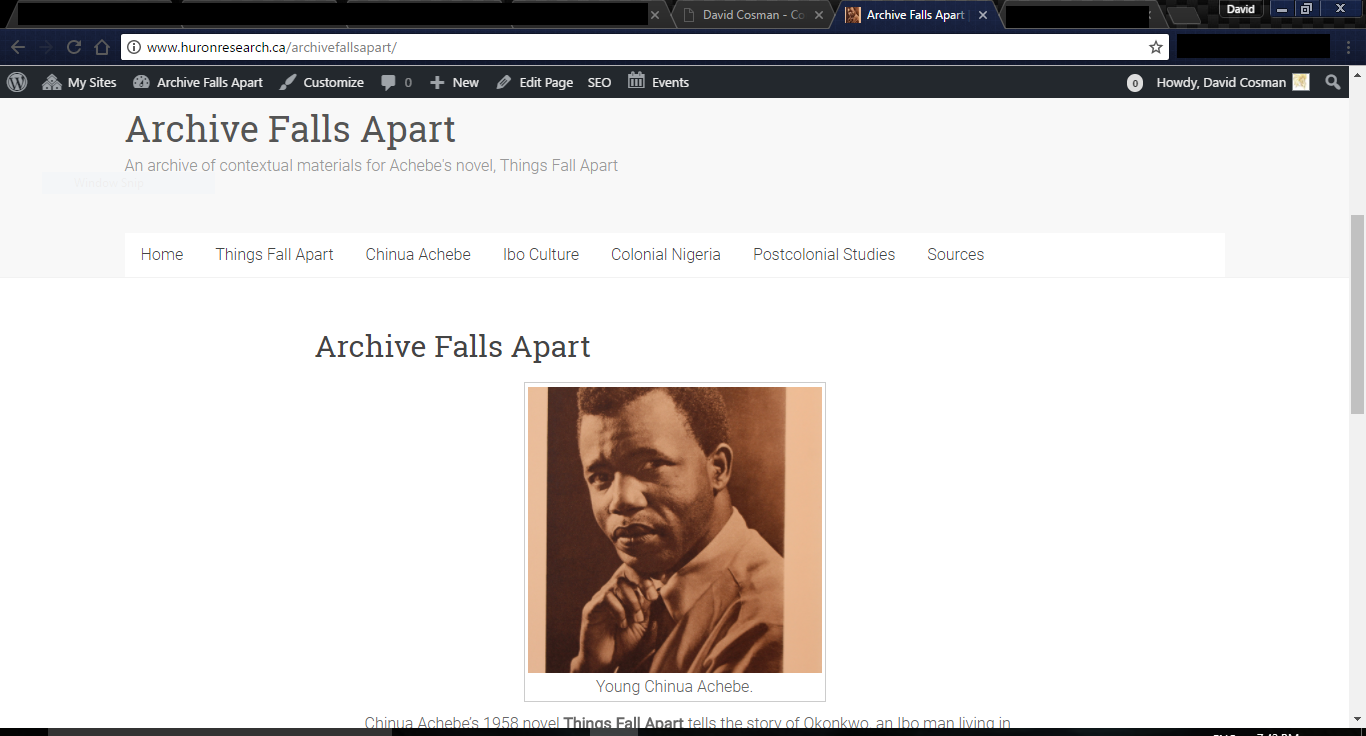 David Cosman - Co
Archive Falls Apart
David
www.huronresearch.ca/archivefallsapart/
My Sites Archive Falls Apart Customize 0 New Edit Page SEO Events 0 Howdy, David Cosman
Archive Falls Apart
An archive of contextual materials for Achebe's novel, Things Fall Apart
Window Snip
Home Things Fall Apart Chinua Achebe Ibo Culture Colonial Nigeria Postcolonial Studies Sources
Archive Falls Apart
Young Chinua Achebe.
Chinua Achebe's 1958 novel Things Fall Apart tells the story of Okonkwo, an Ibo man living in